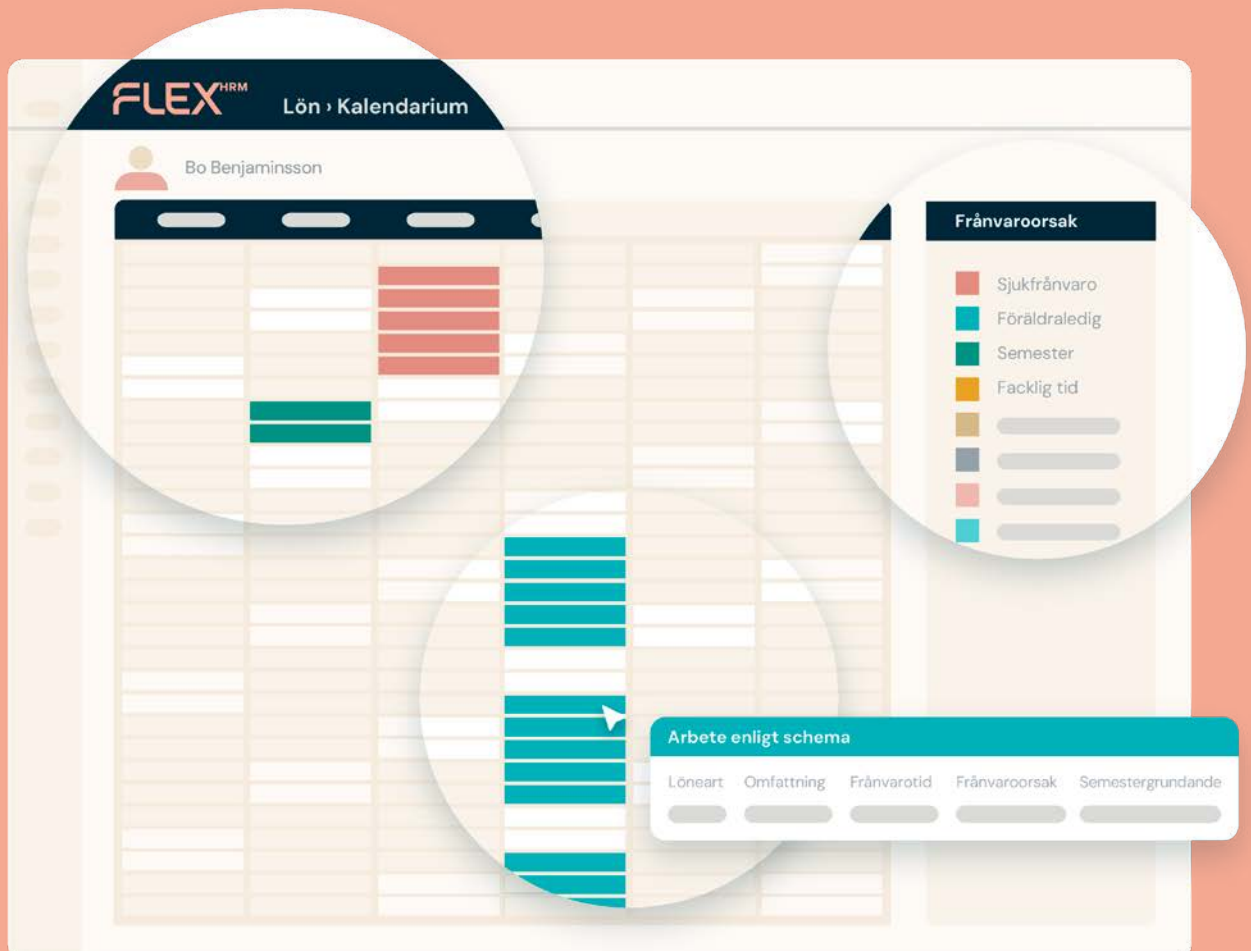 FLEX HRM™
Lön › Kalendarium
Bo Benjaminsson
Frånvaroorsak
Sjukfrånvaro
Föräldraledig
Semester
Facklig tid
Arbete enligt schema
Löneart Omfattning Frånvarotid Frånvaroorsak Semestergrundande